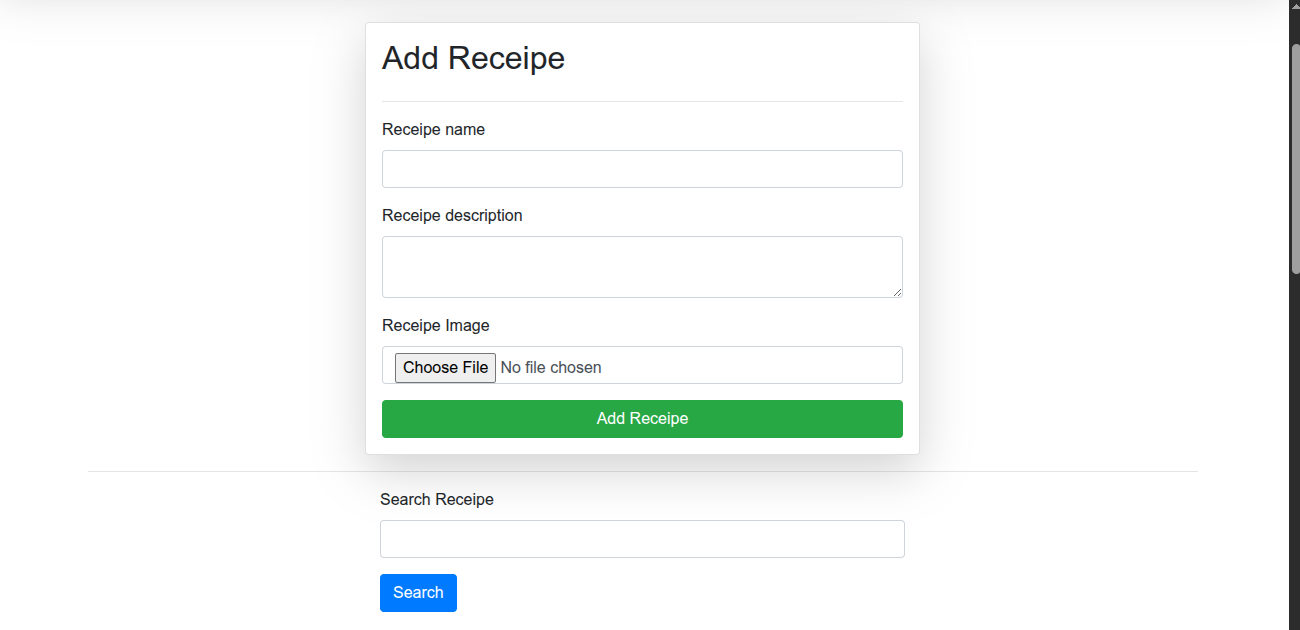 Add Receipe
Receipe name
Receipe description
Receipe Image
Choose File No file chosen
Add Receipe
Search Receipe
Search